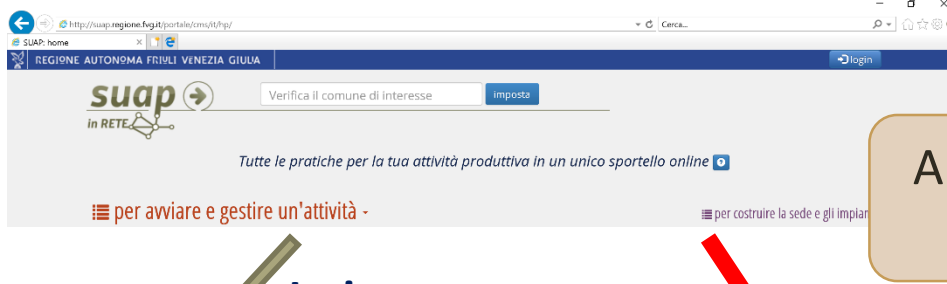 http://suap.regione.fvg.it/portale/cms/it/hp/
Cerca...
SUAP: home
REGIONE AUTONOMA FRIULI VENEZIA GIULIA
login
suap
in RETE
Verifica il comune di interesse
imposta
Tutte le pratiche per la tua attività produttiva in un unico sportello online
per avviare e gestire un'attività
per costruire la sede e gli impian
A